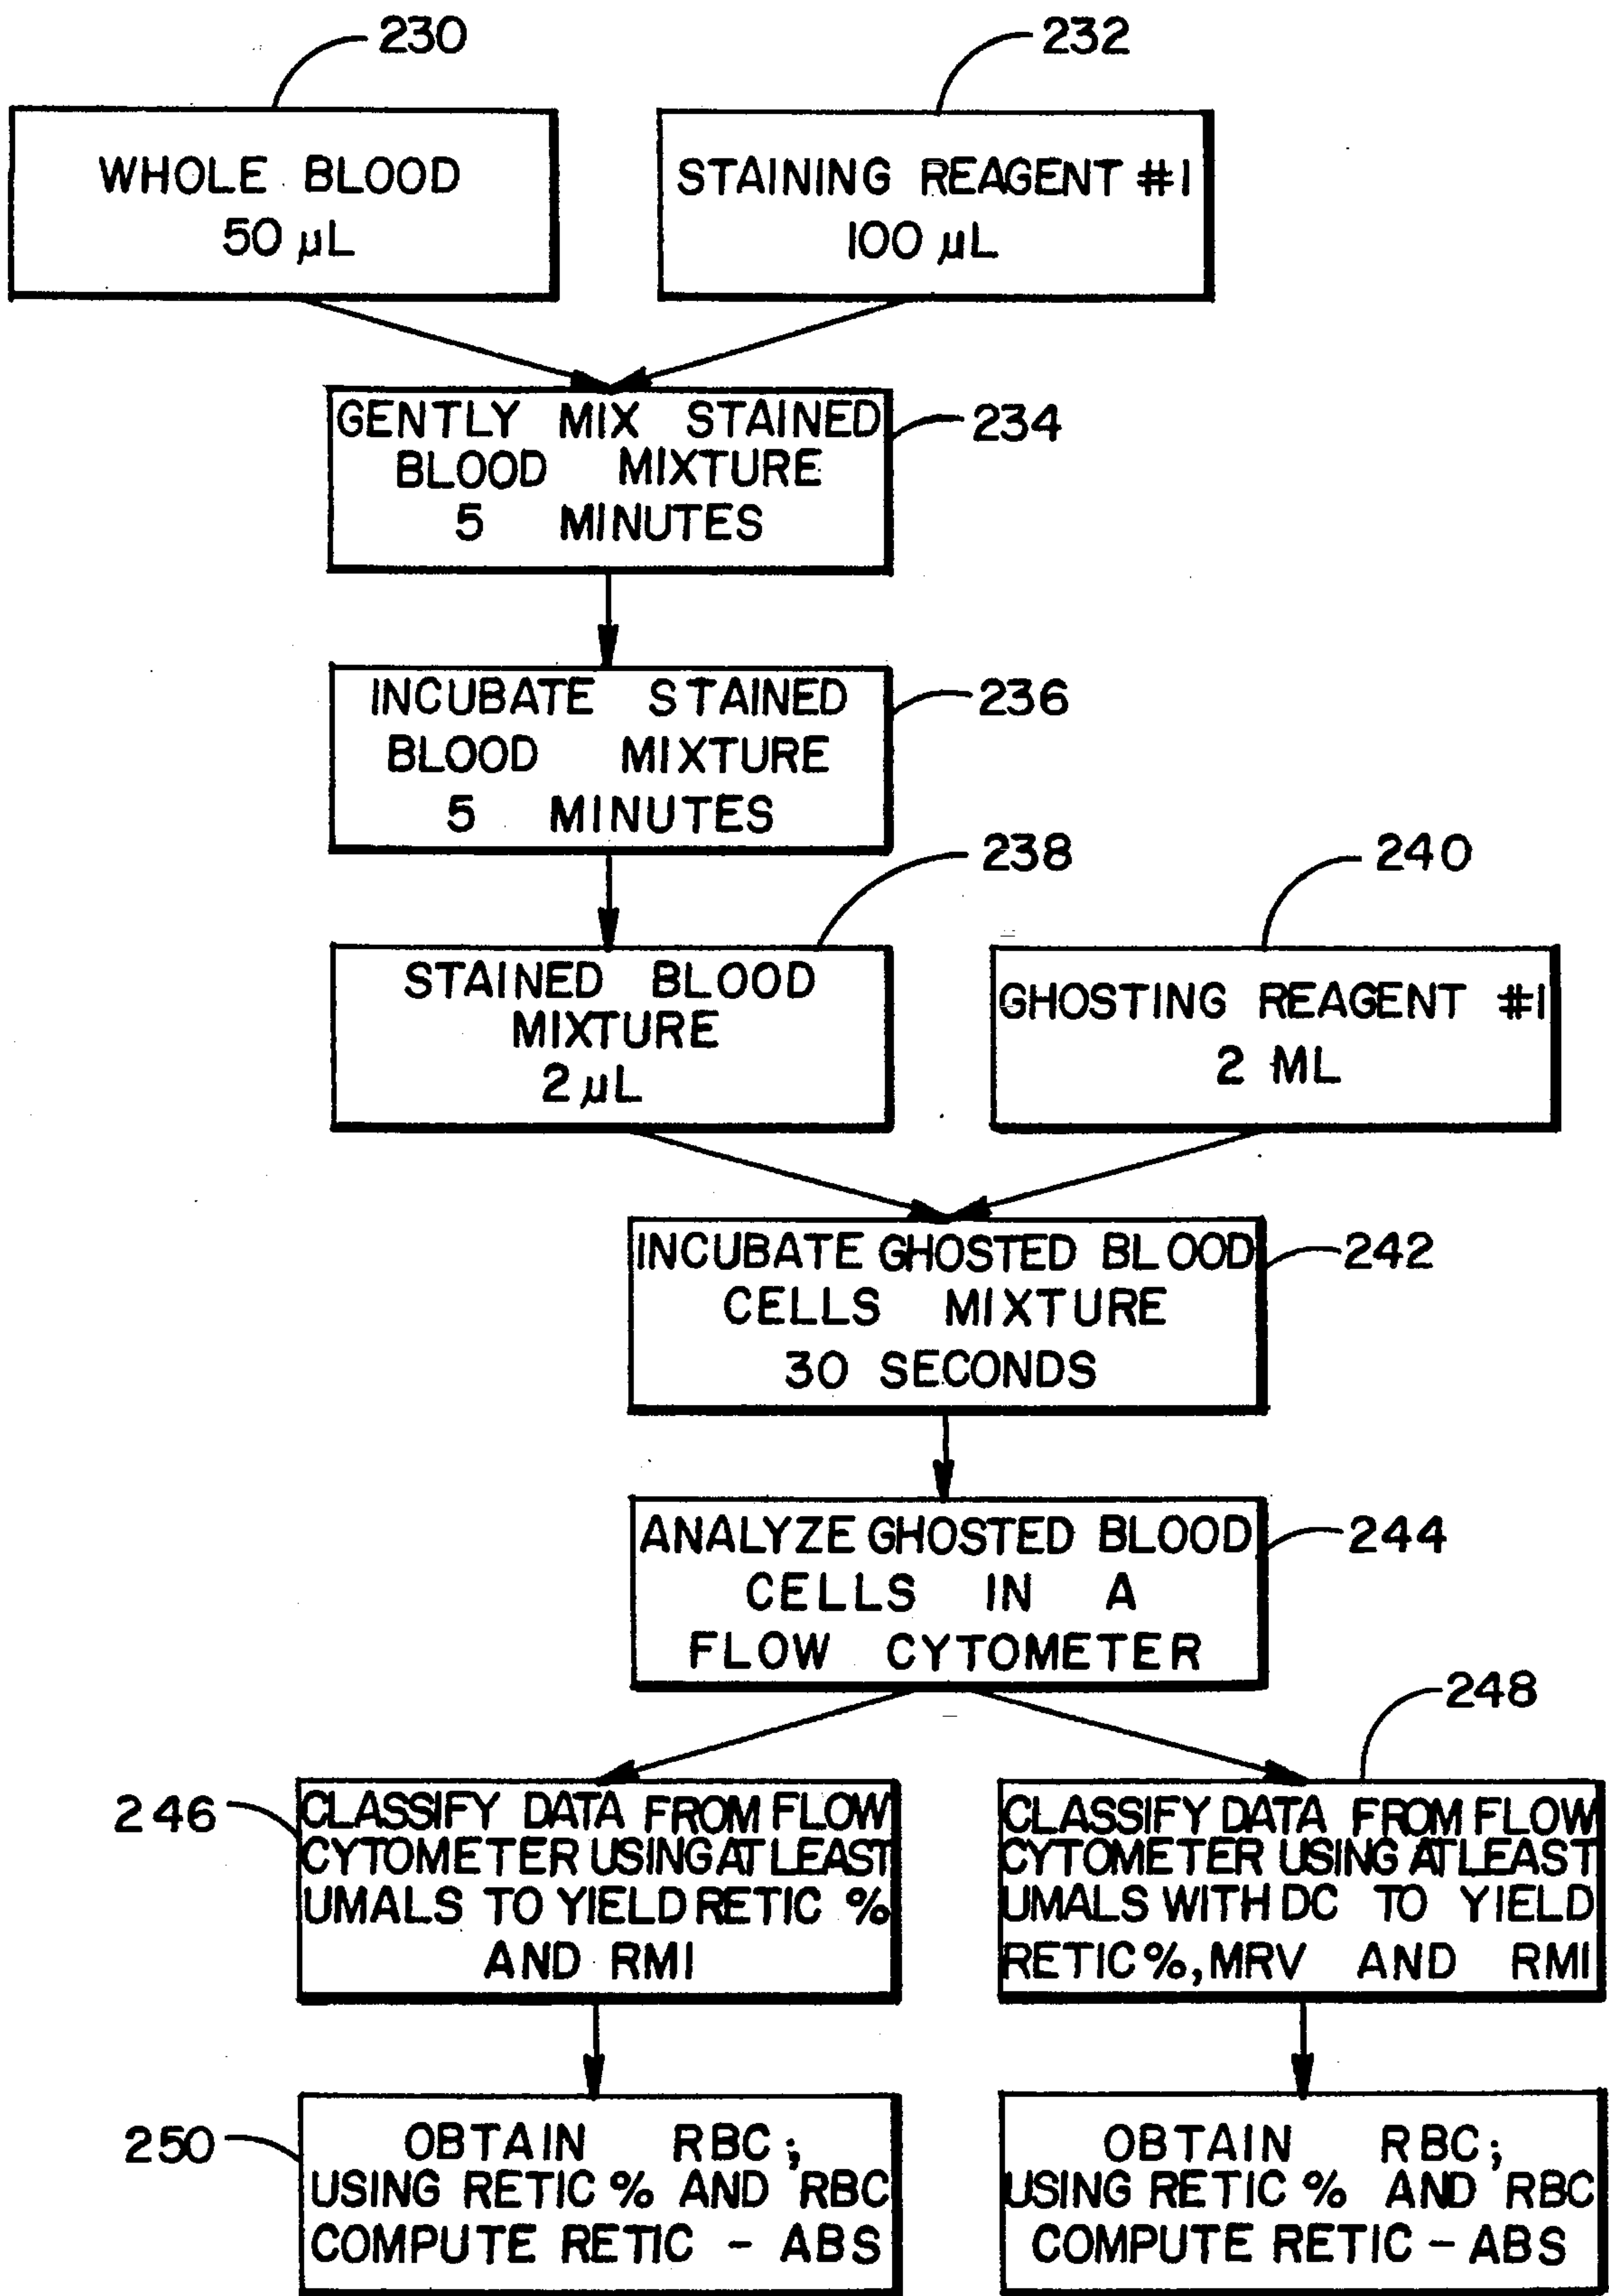 230
232
WHOLE BLOOD
50 µL
STAINING REAGENT #1
100 µL
GENTLY MIX STAINED
BLOOD MIXTURE
5 MINUTES
234
INCUBATE STAINED
BLOOD MIXTURE
5 MINUTES
236
238
240
STAINED BLOOD
MIXTURE
2 µL
GHOSTING REAGENT #1
2 ML
INCUBATE GHOSTED BLOOD
CELLS MIXTURE
30 SECONDS
242
ANALYZE GHOSTED BLOOD
CELLS IN A
FLOW CYTOMETER
244
248
246
CLASSIFY DATA FROM FLOW
CYTOMETER USING AT LEAST
UMALS TO YIELD RETIC %
AND RMI
CLASSIFY DATA FROM FLOW
CYTOMETER USING AT LEAST
UMALS WITH DC TO YIELD
RETIC %, MRV AND RMI
250
OBTAIN RBC;
USING RETIC % AND RBC
COMPUTE RETIC - ABS
OBTAIN RBC;
USING RETIC % AND RBC
COMPUTE RETIC - ABS